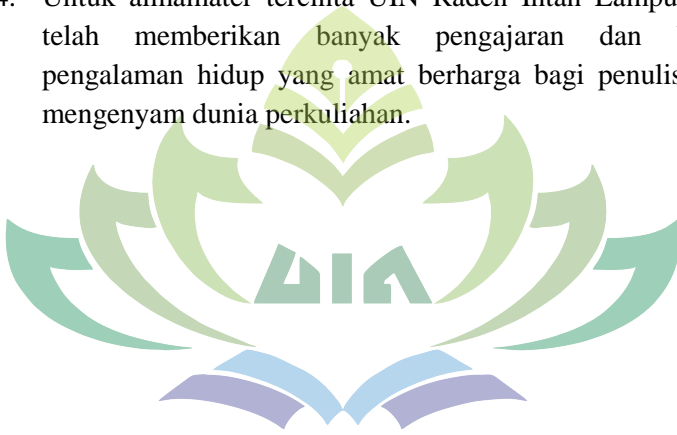 4. Untuk almamater tercinta UIN Raden Intan Lampu
telah memberikan banyak pengajaran dan
pengalaman hidup yang amat berharga bagi penulis
mengenyam dunia perkuliahan.
UIN